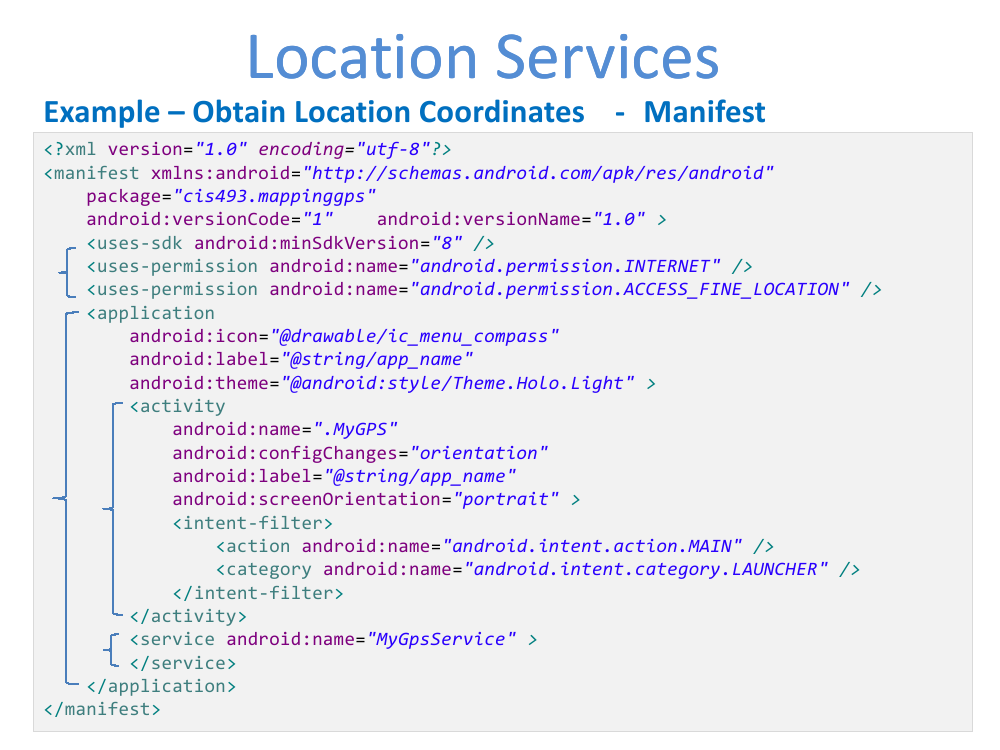 Location Services
Example – Obtain Location Coordinates - Manifest
<?xml version="1.0" encoding="utf-8"?>
<manifest xmlns:android="http://schemas.android.com/apk/res/android"
    package="cis493.mappinggps"
    android:versionCode="1"    android:versionName="1.0" >
    <uses-sdk android:minSdkVersion="8" />
    <uses-permission android:name="android.permission.INTERNET" />
    <uses-permission android:name="android.permission.ACCESS_FINE_LOCATION" />
    <application
        android:icon="@drawable/ic_menu_compass"
        android:label="@string/app_name"
        android:theme="@android:style/Theme.Holo.Light" >
        <activity
            android:name=".MyGPS"
            android:configChanges="orientation"
            android:label="@string/app_name"
            android:screenOrientation="portrait" >
            <intent-filter>
                <action android:name="android.intent.action.MAIN" />
                <category android:name="android.intent.category.LAUNCHER" />
            </intent-filter>
        </activity>
        <service android:name="MyGpsService" >
        </service>
    </application>
</manifest>